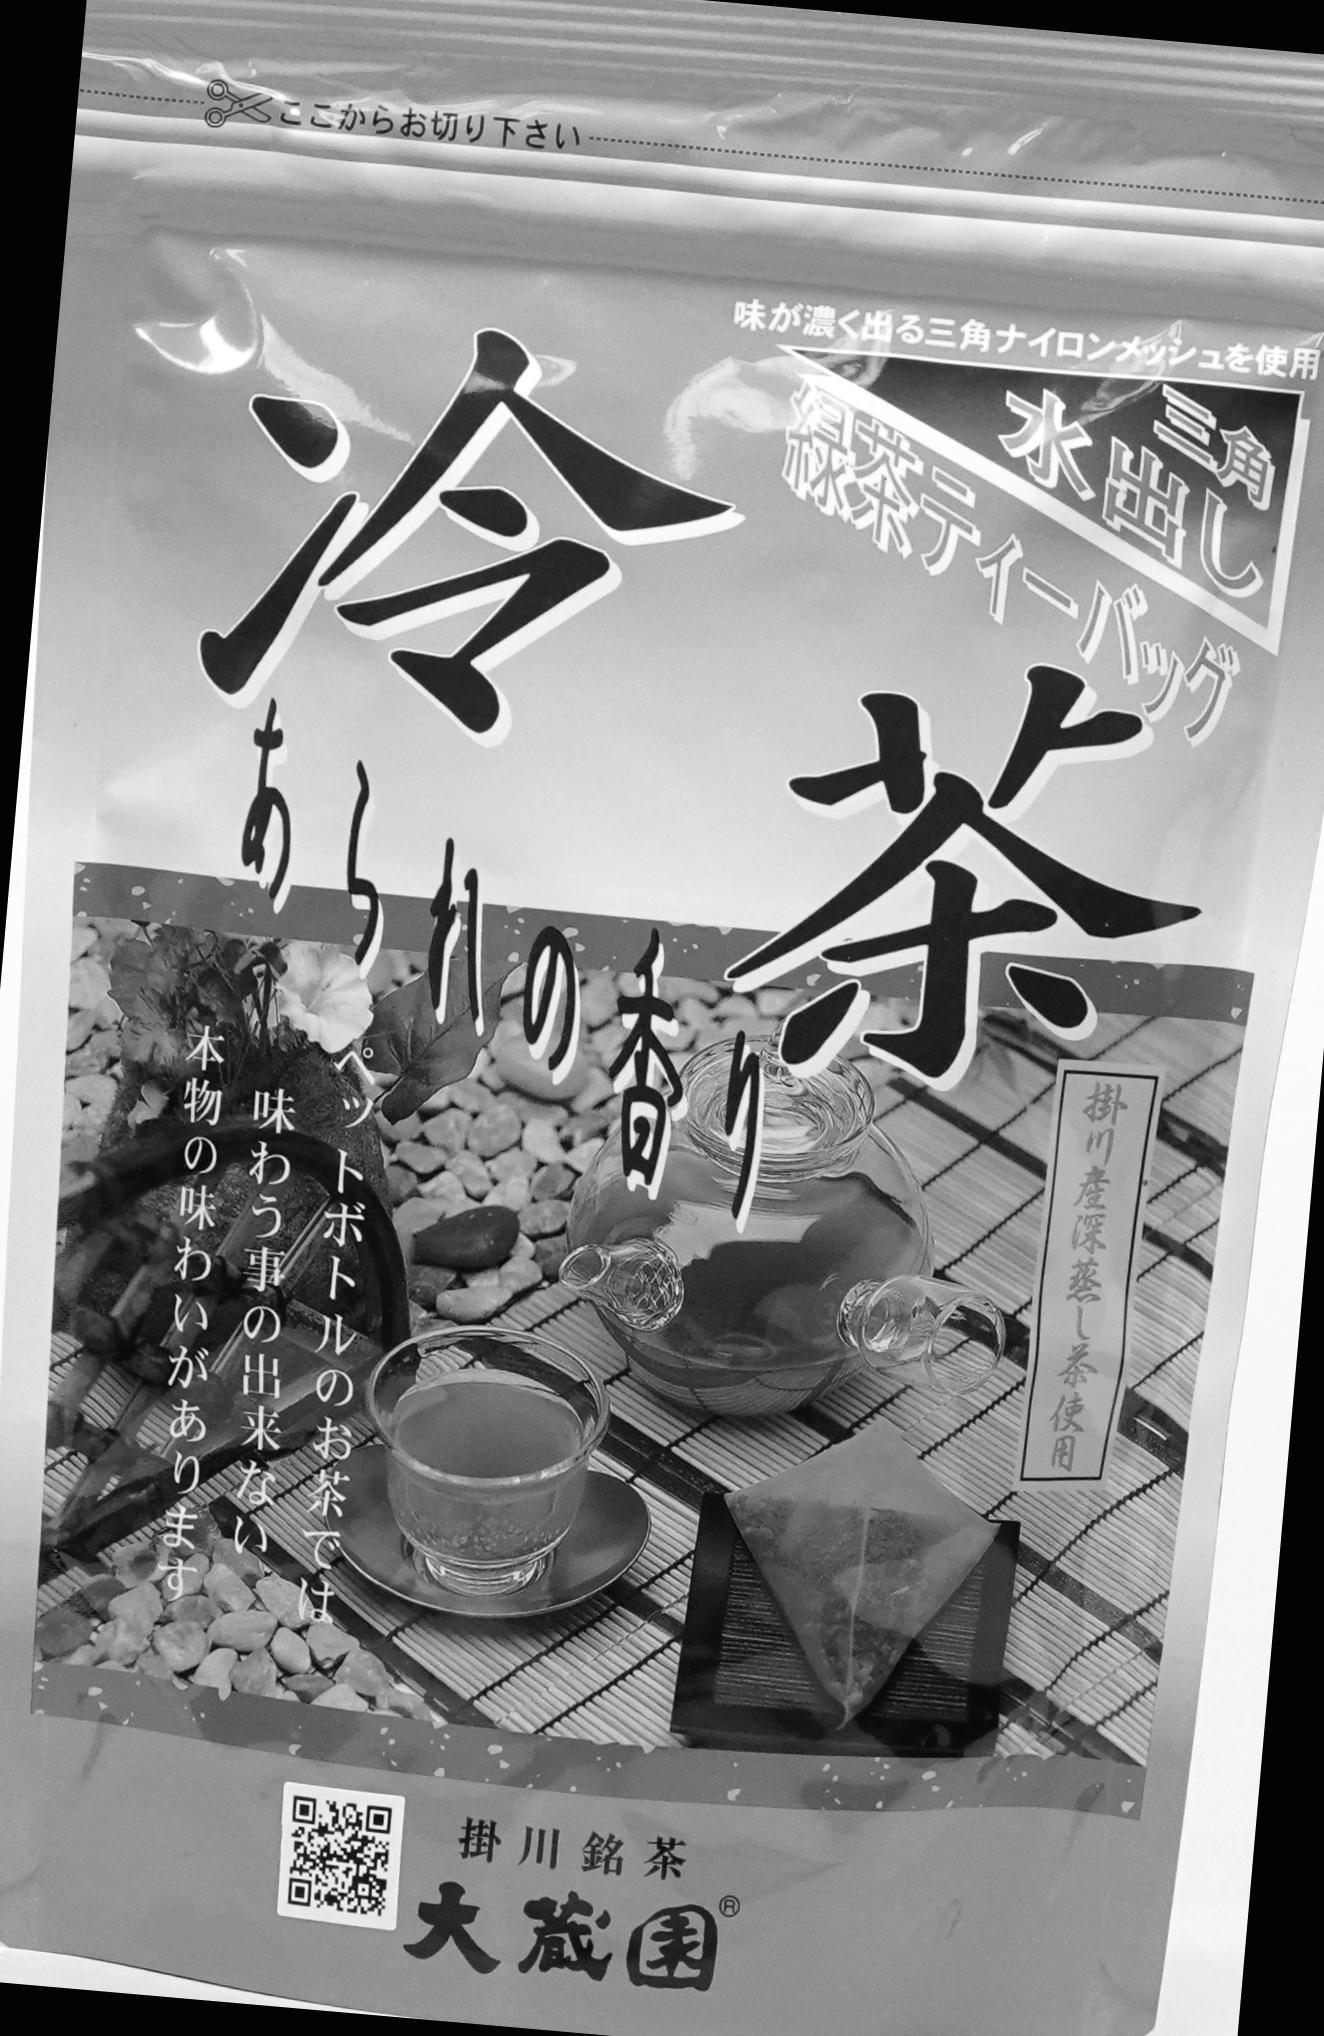 ここからお切り下さい
味が濃く出る三角ナイロンメッシュを使用
三角
水出し
緑茶ティーバッグ
冷茶
あられの香り
ペットボトルのお茶では
味わう事の出来ない
本物の味わいがあります
掛川産深蒸し茶使用
掛川銘茶
大蔵園®